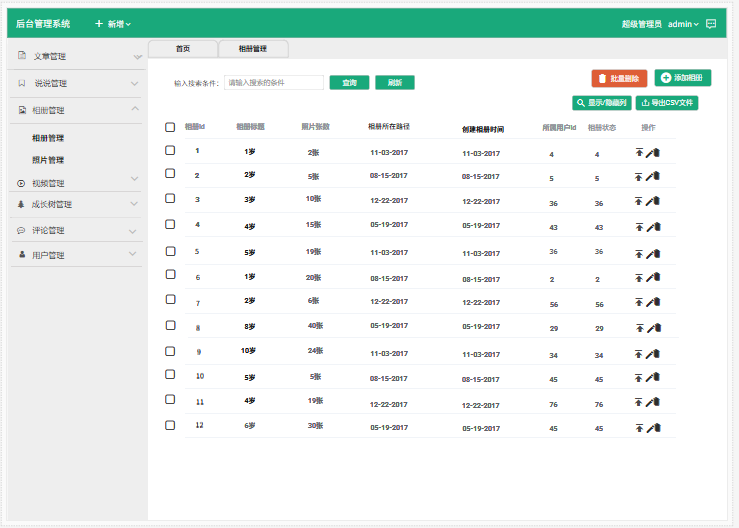 后台管理系统 + 新增 超级管理员 admin
文章管理
说说管理
相册管理
相册管理
照片管理
视频管理
成长树管理
评论管理
用户管理
首页 相册管理
输入搜索条件： 请输入搜索的条件 查询 刷新 批量删除 添加相册
显示/隐藏列 导出CSV文件
相册Id 相册标题 照片张数 相册所在路径 创建相册时间 所属用户Id 相册状态 操作
1 1岁 2张 11-03-2017 11-03-2017 4 4
2 2岁 5张 08-15-2017 08-15-2017 5 5
3 3岁 10张 12-22-2017 12-22-2017 36 36
4 4岁 15张 05-19-2017 05-19-2017 43 43
5 5岁 19张 11-03-2017 11-03-2017 36 36
6 1岁 20张 08-15-2017 08-15-2017 2 2
7 2岁 6张 12-22-2017 12-22-2017 56 56
8 8岁 40张 05-19-2017 05-19-2017 29 29
9 10岁 24张 11-03-2017 11-03-2017 34 34
10 5岁 5张 08-15-2017 08-15-2017 45 45
11 4岁 19张 12-22-2017 12-22-2017 76 76
12 6岁 30张 05-19-2017 05-19-2017 45 45